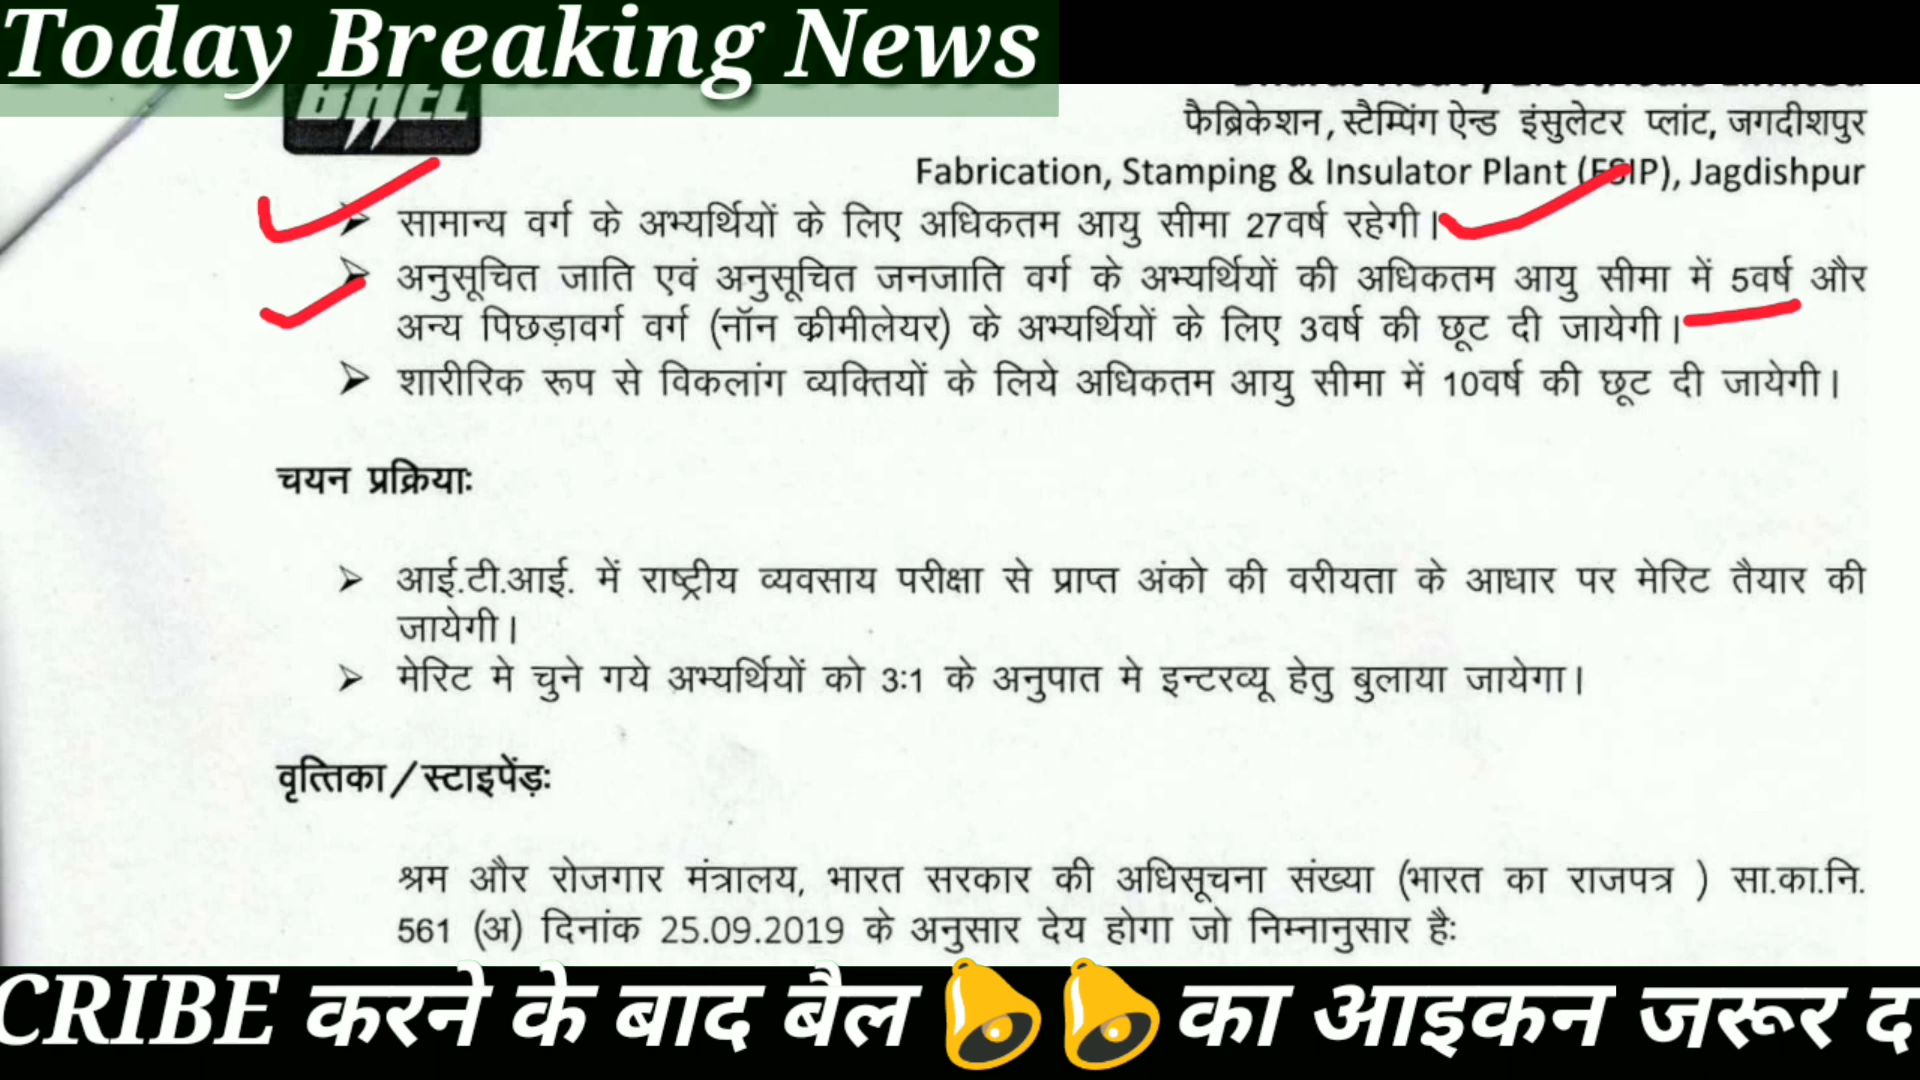 Today Breaking News
BHEL
फैब्रिकेशन, स्टैम्पिंग ऐन्ड इंसुलेटर प्लांट, जगदीशपुर
Fabrication, Stamping & Insulator Plant (FSIP), Jagdishpur
➢ सामान्य वर्ग के अभ्यर्थियों के लिए अधिकतम आयु सीमा 27वर्ष रहेगी।
➢ अनुसूचित जाति एवं अनुसूचित जनजाति वर्ग के अभ्यर्थियों की अधिकतम आयु सीमा में 5वर्ष और
अन्य पिछड़ावर्ग वर्ग (नॉन क्रीमीलेयर) के अभ्यर्थियों के लिए 3वर्ष की छूट दी जायेगी।
➢ शारीरिक रूप से विकलांग व्यक्तियों के लिये अधिकतम आयु सीमा में 10वर्ष की छूट दी जायेगी।
चयन प्रक्रियाः
➢ आई.टी.आई. में राष्ट्रीय व्यवसाय परीक्षा से प्राप्त अंको की वरीयता के आधार पर मेरिट तैयार की
जायेगी।
➢ मेरिट मे चुने गये अभ्यर्थियों को 3:1 के अनुपात मे इन्टरव्यू हेतु बुलाया जायेगा।
वृत्तिका/स्टाइपेंड़ः
श्रम और रोजगार मंत्रालय, भारत सरकार की अधिसूचना संख्या (भारत का राजपत्र ) सा.का.नि.
561 (अ) दिनांक 25.09.2019 के अनुसार देय होगा जो निम्नानुसार हैः
CRIBE करने के बाद बैल 🔔🔔 का आइकन जरूर द